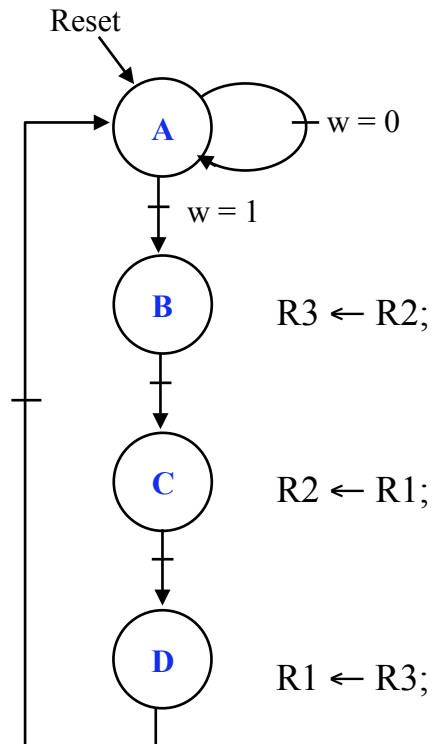 Reset
A
w = 0
w = 1
B
R3 ← R2;
C
R2 ← R1;
D
R1 ← R3;